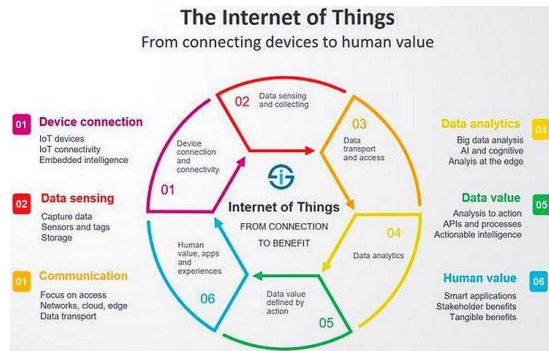 The Internet of Things
From connecting devices to human value
01
Device connection
IoT devices
IoT connectivity
Embedded intelligence
02
Data sensing
Capture data
Sensors and tags
Storage
01
Communication
Focus on access
Networks, cloud, edge
Data transport
Device
connection
and
connectivity
01
02
Data sensing
and collecting
03
Data
transport
and access
04
Data analytics
Data value
defined by
action
05
Human
value, apps
and
experiences
06
Internet of Things
FROM CONNECTION
TO BENEFIT
Data analytics
04
Big data analysis
AI and cognitive
Analyis at the edge
Data value
05
Analysis to action
APIs and processes
Actionable intelligence
Human value
06
Smart applications
Stakeholder benefits
Tangible benefits